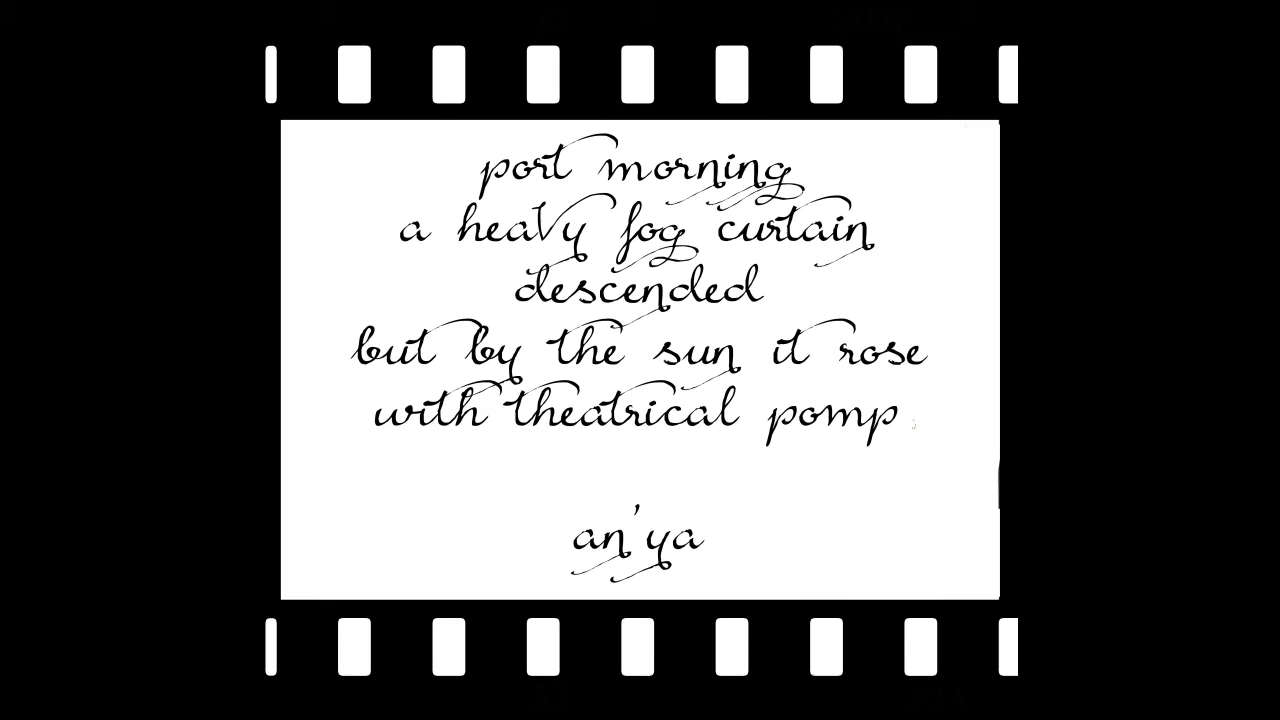 port morning
a heavy fog curtain
descended
but by the sun it rose
with theatrical pomp
an'ya